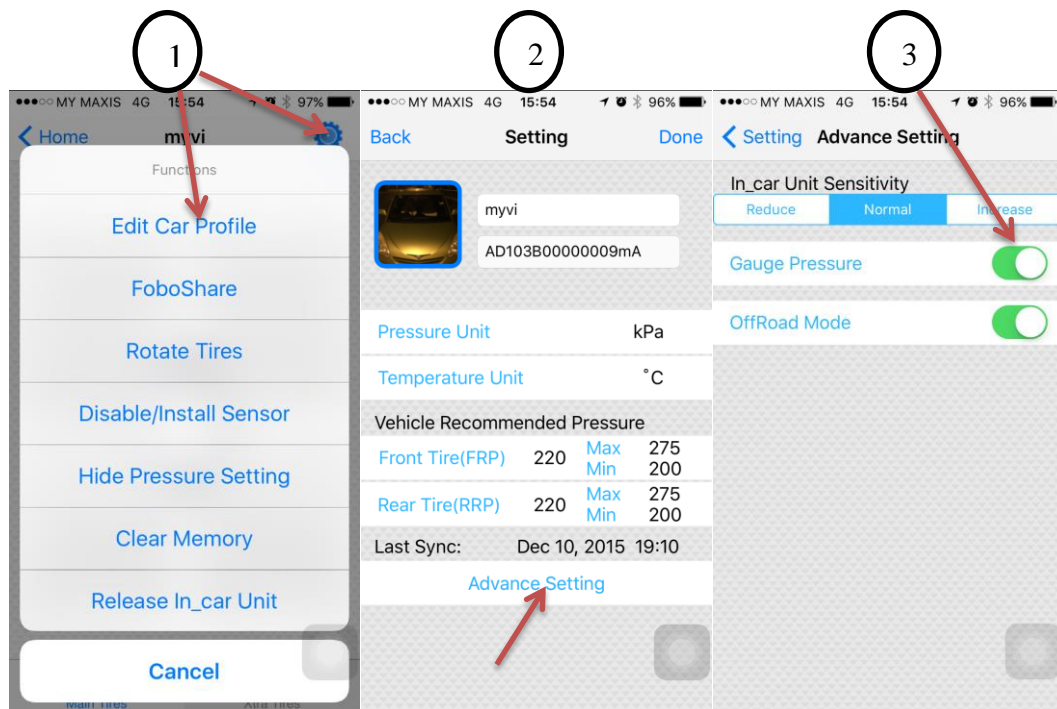 1
2
3
MY MAXIS 4G 15:54 97%
Home myvi
Functions
Edit Car Profile
FoboShare
Rotate Tires
Disable/Install Sensor
Hide Pressure Setting
Clear Memory
Release In_car Unit
Cancel
Main Tires Xtra Tires
MY MAXIS 4G 15:54 96%
Back Setting Done
myvi
AD103B00000009mA
Pressure Unit kPa
Temperature Unit °C
Vehicle Recommended Pressure
Front Tire(FRP) 220 Max 275
Min 200
Rear Tire(RRP) 220 Max 275
Min 200
Last Sync: Dec 10, 2015 19:10
Advance Setting
MY MAXIS 4G 15:54 96%
Setting Advance Setting
In_car Unit Sensitivity
Reduce Normal Increase
Gauge Pressure
OffRoad Mode